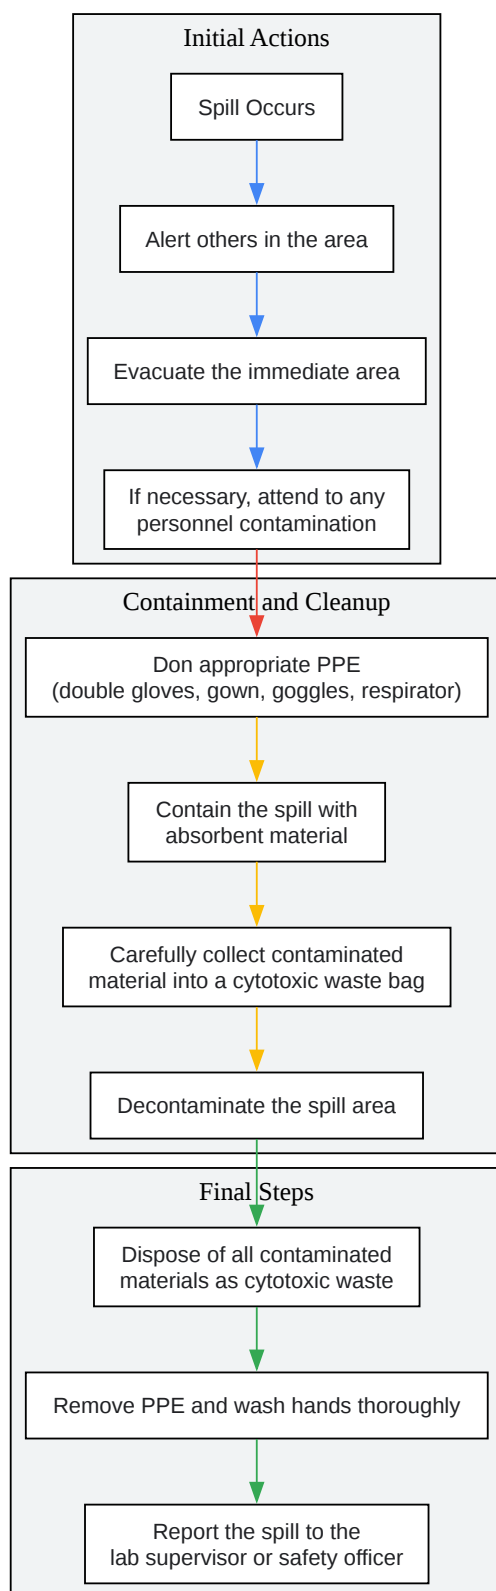 Initial Actions
Spill Occurs
Alert others in the area
Evacuate the immediate area
If necessary, attend to any
personnel contamination
Containment and Cleanup
Don appropriate PPE
(double gloves, gown, goggles, respirator)
Contain the spill with
absorbent material
Carefully collect contaminated
material into a cytotoxic waste bag
Decontaminate the spill area
Final Steps
Dispose of all contaminated
materials as cytotoxic waste
Remove PPE and wash hands thoroughly
Report the spill to the
lab supervisor or safety officer